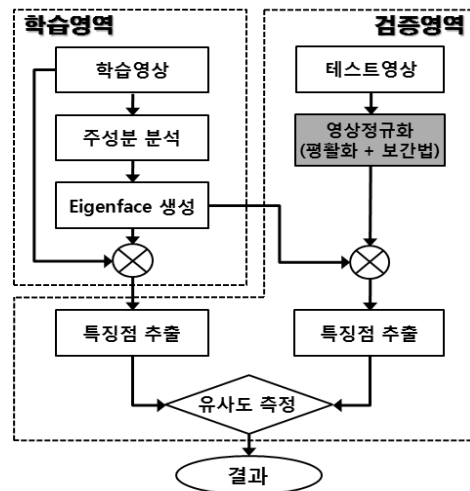 학습영역
검증영역
학습영상
테스트영상
주성분 분석
영상정규화
(평활화 + 보간법)
Eigenface 생성
특징점 추출
특징점 추출
유사도 측정
결과